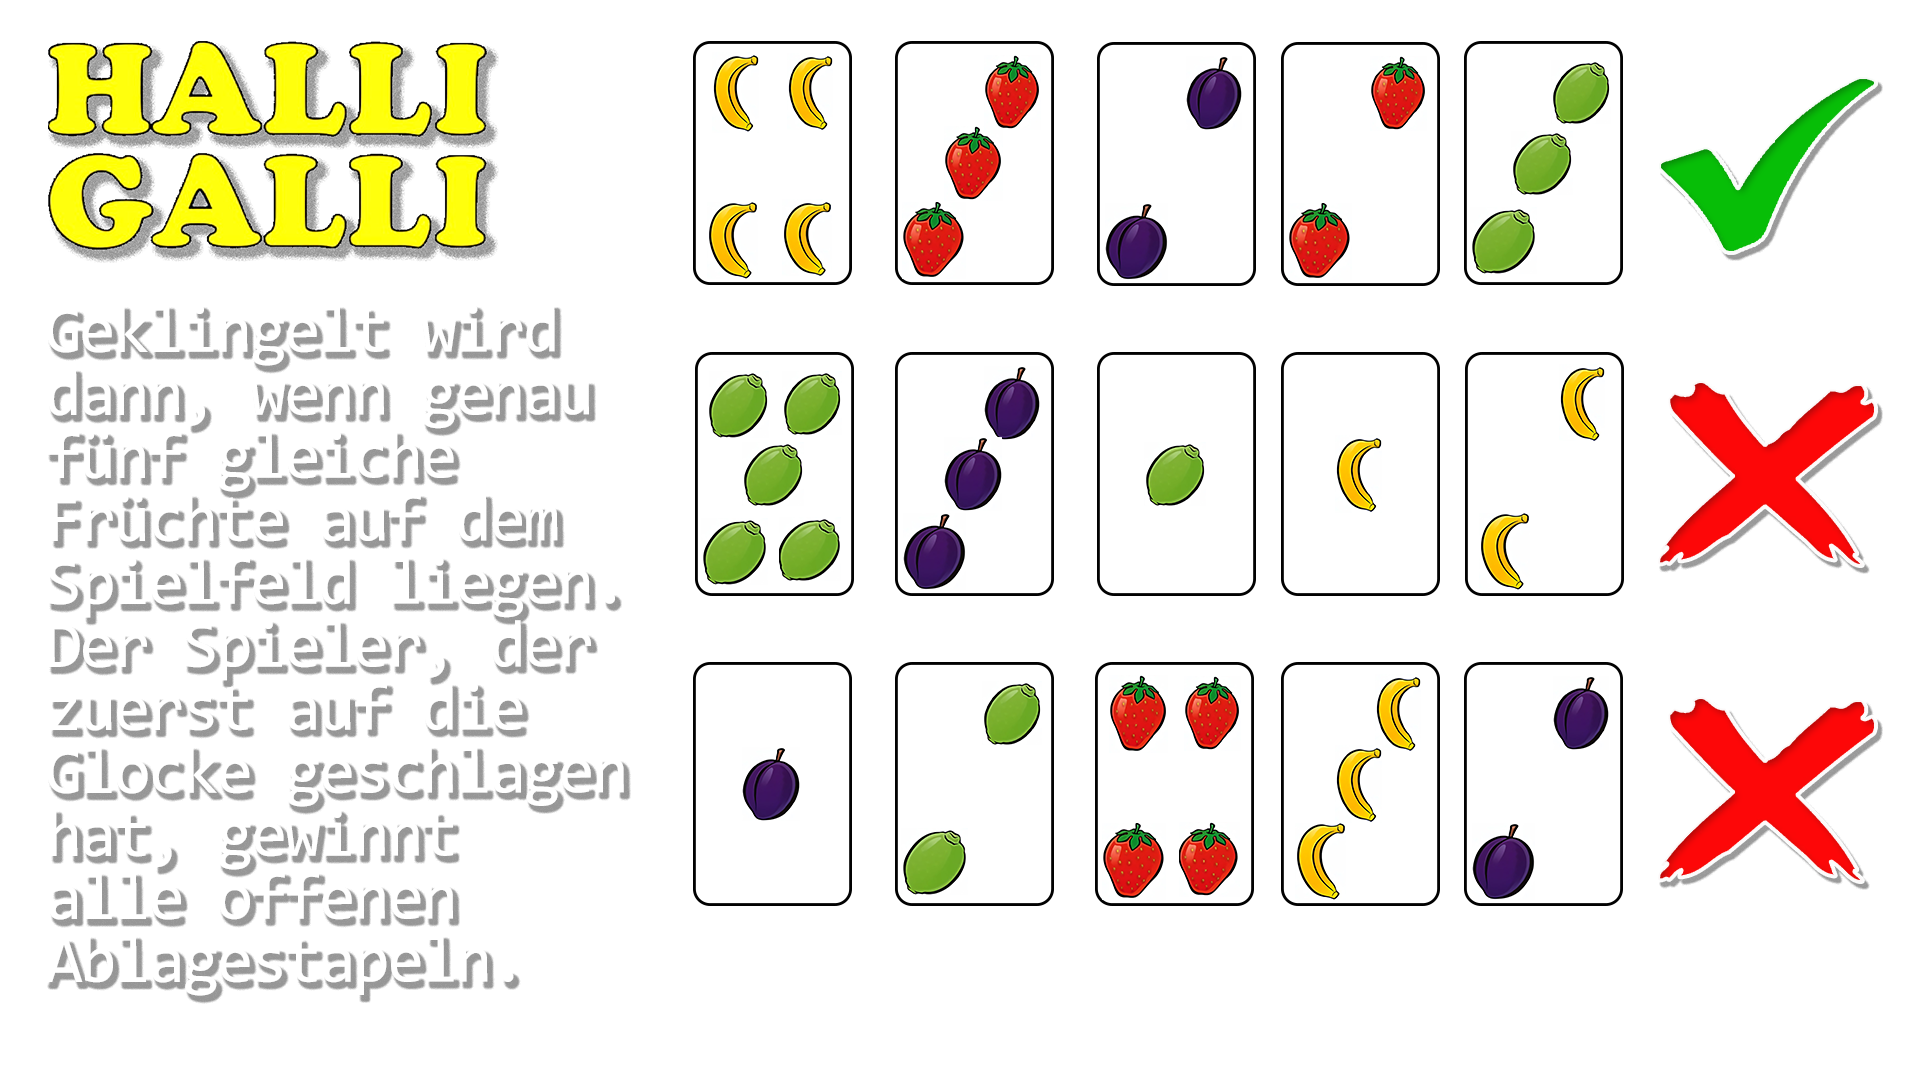 HALLI
GALLI
Geklingelt wird
dann, wenn genau
fünf gleiche
Früchte auf dem
Spielfeld liegen.
Der Spieler, der
zuerst auf die
Glocke geschlagen
hat, gewinnt
alle offenen
Ablagestapeln.